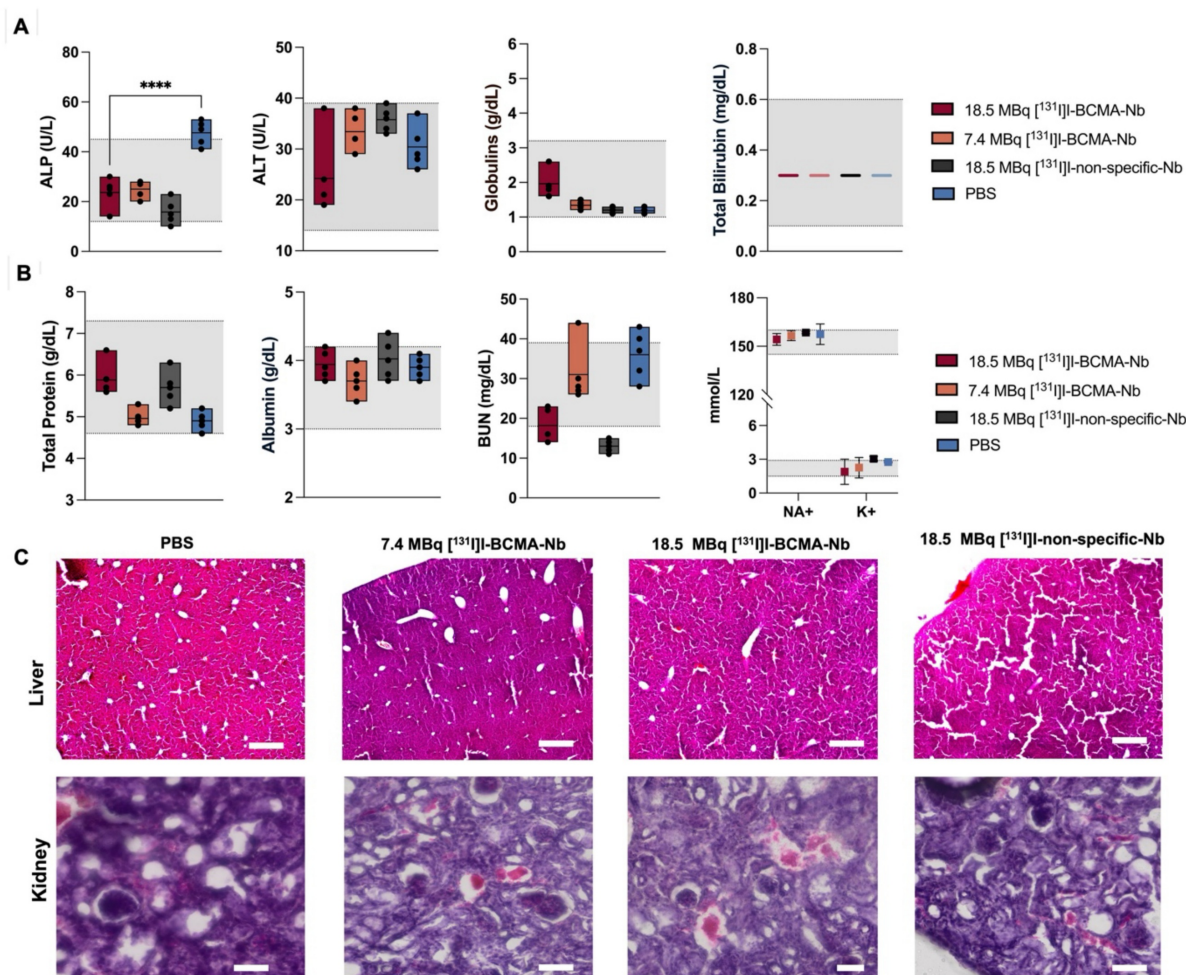 A
ALP (U/L)
80
60
40
20
0
****
ALT (U/L)
50
40
30
20
10
Globulins (g/dL)
6
5
4
3
2
1
0
Total Bilirubin (mg/dL)
0.8
0.6
0.4
0.2
0.0
18.5 MBq [¹³¹I]I-BCMA-Nb
7.4 MBq [¹³¹I]I-BCMA-Nb
18.5 MBq [¹³¹I]I-non-specific-Nb
PBS
B
Total Protein (g/dL)
8
7
6
5
4
3
Albumin (g/dL)
5
4
3
2
BUN (mg/dL)
50
40
30
20
10
0
mmol/L
180
150
120
6
3
0
NA+ K+
18.5 MBq [¹³¹I]I-BCMA-Nb
7.4 MBq [¹³¹I]I-BCMA-Nb
18.5 MBq [¹³¹I]I-non-specific-Nb
PBS
C
PBS
7.4 MBq [¹³¹I]I-BCMA-Nb
18.5 MBq [¹³¹I]I-BCMA-Nb
18.5 MBq [¹³¹I]I-non-specific-Nb
Liver
Kidney